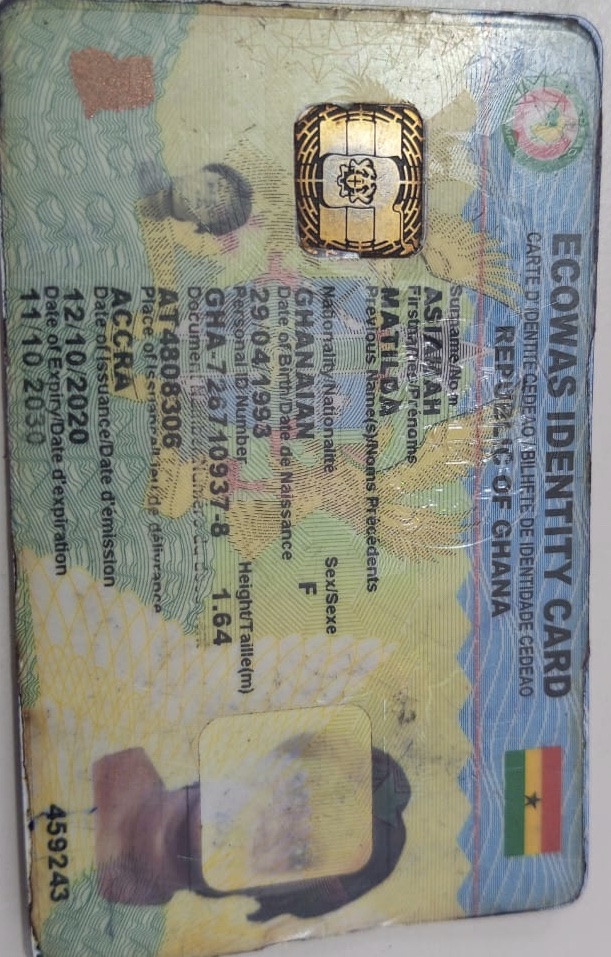 ECOWAS IDENTITY CARD
CARTE D'IDENTITE CEDEAO/BILHETE DE IDENTIDADE CEDEAO
REPUBLIC OF GHANA
Surname/Nom
Firstnames/Prénoms
MATILDA
Previous Name(s)/Noms Précédents
Nationality/Nationalite Sex/Sexe
GHANAIAN F
Date of Birth/Date de Naissance
29/04/1993
Personal ID Number Height/Taille(m)
GHA-726710937-8 1.64
Document
AT4808306
Place of Issuance/Lieu de délivrance
ACCRA
Date of Issuance/Date d'émission
12/10/2020
Date of Expiry/Date d'expiration
11/10/2030
459243